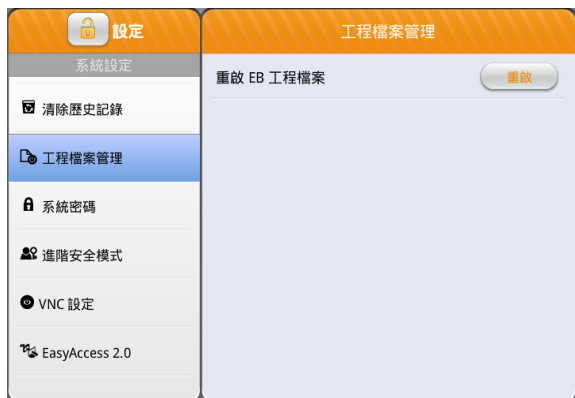 設定
系統設定
清除歷史記錄
工程檔案管理
系統密碼
進階安全模式
VNC 設定
EasyAccess 2.0
工程檔案管理
重啟 EB 工程檔案
重啟